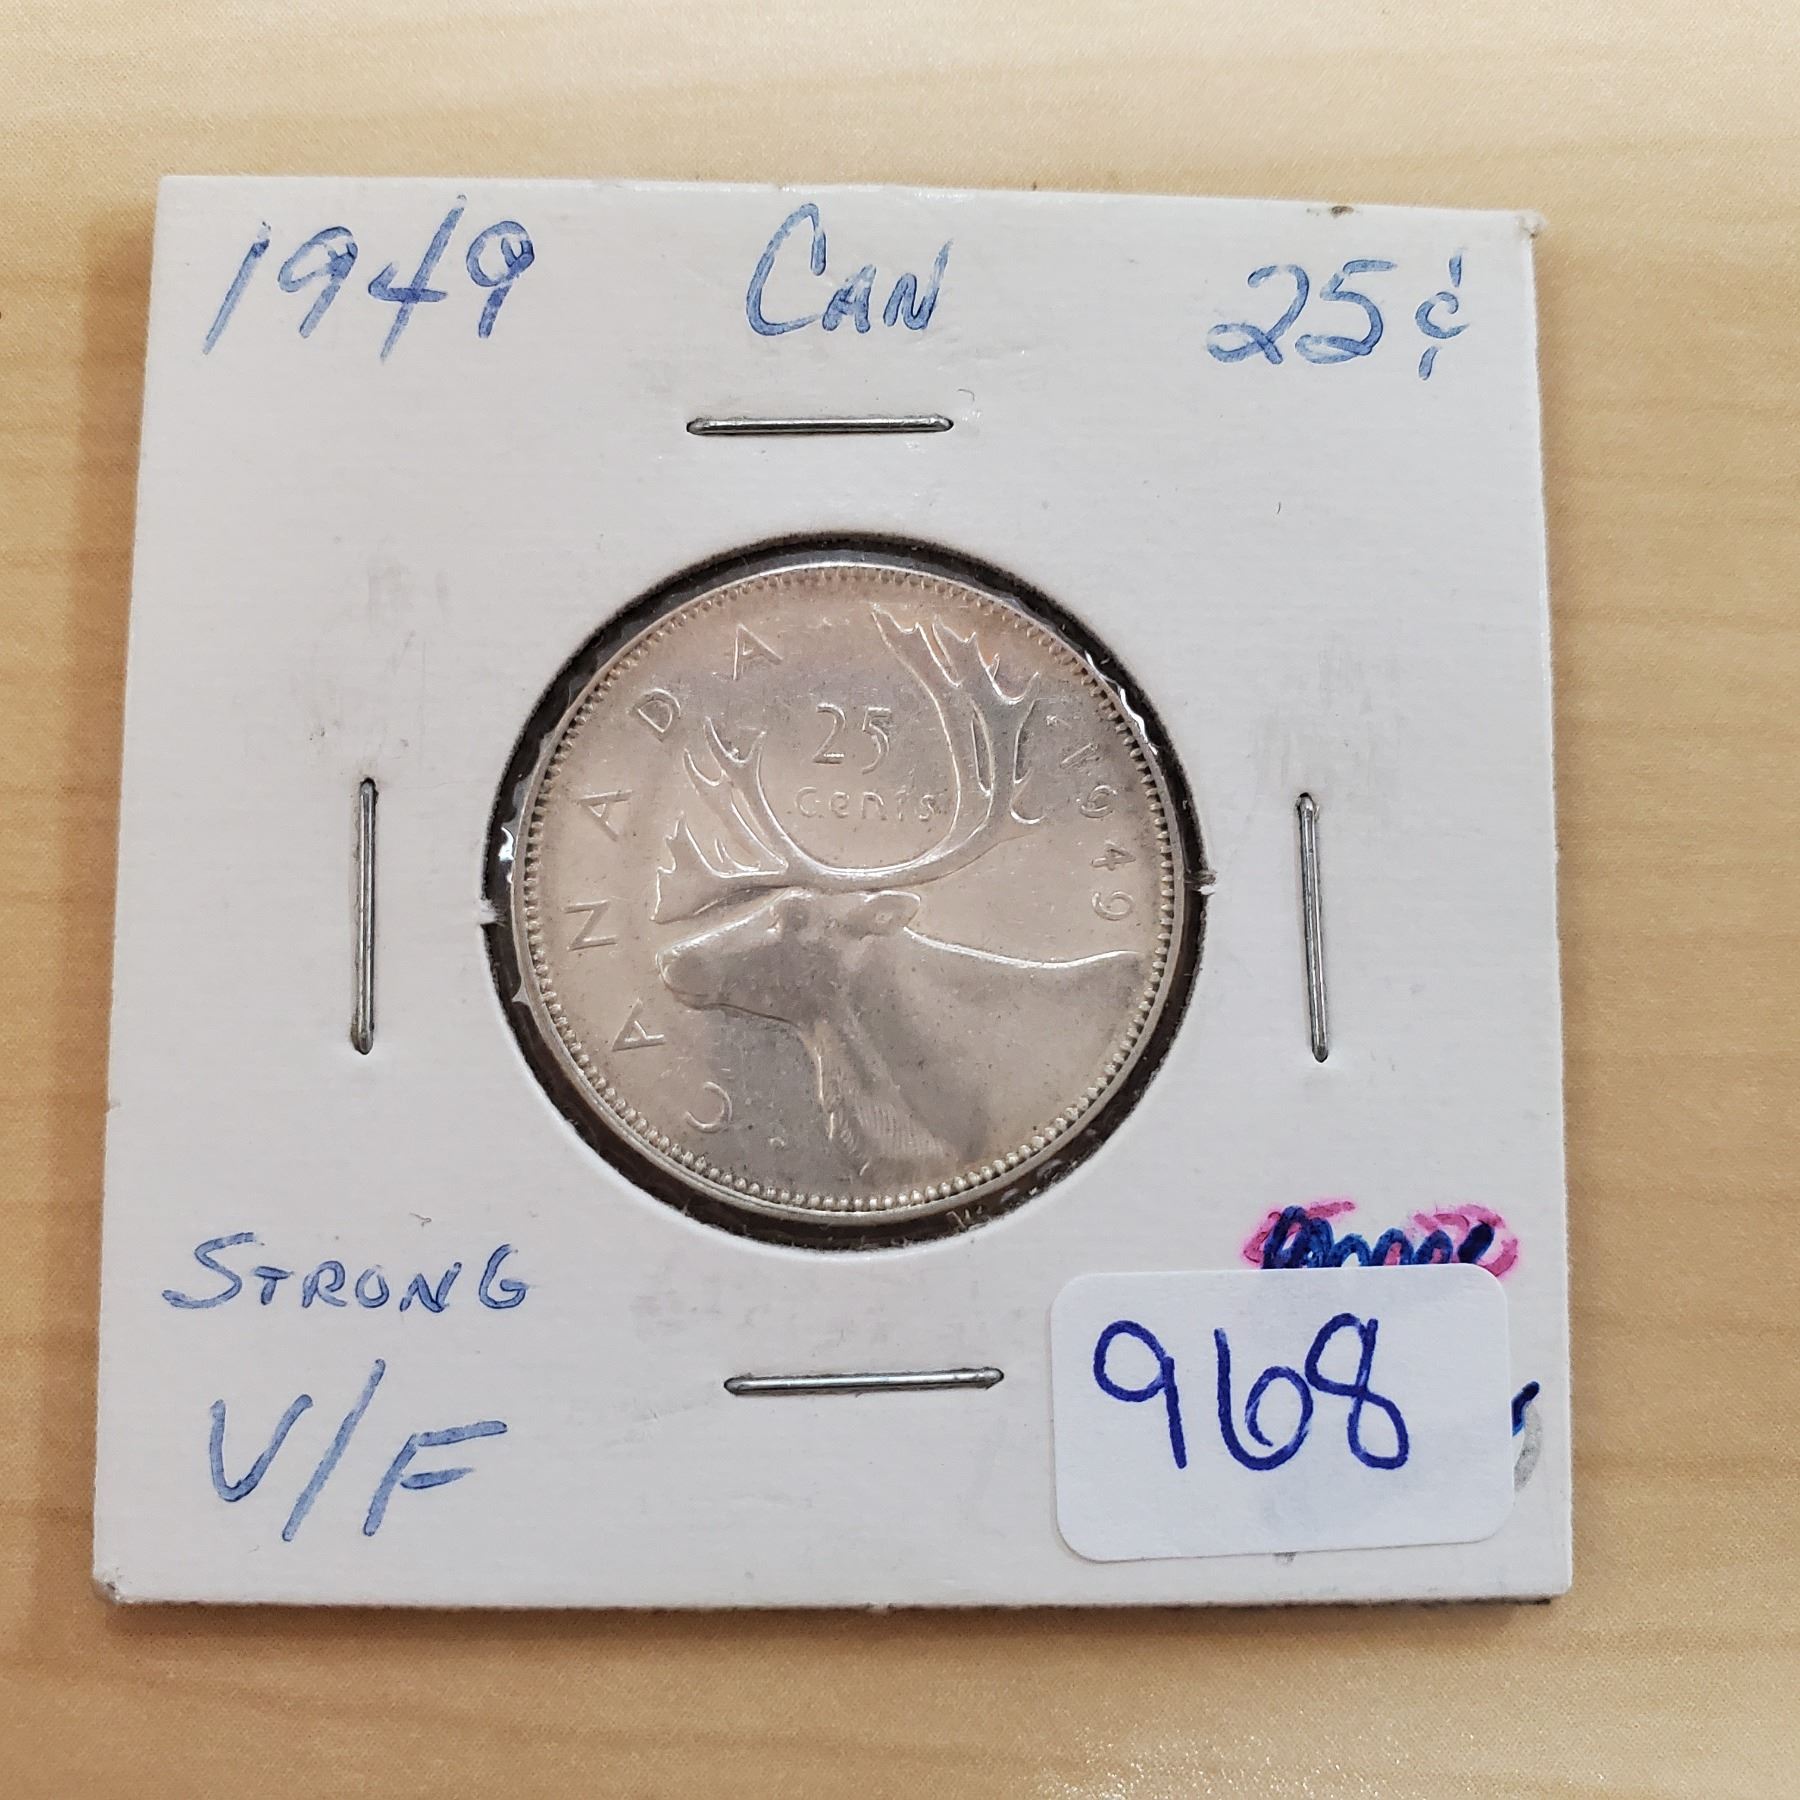 1949 CAN 25¢
CANADA
25
cents
1949
STRONG
V/F
968